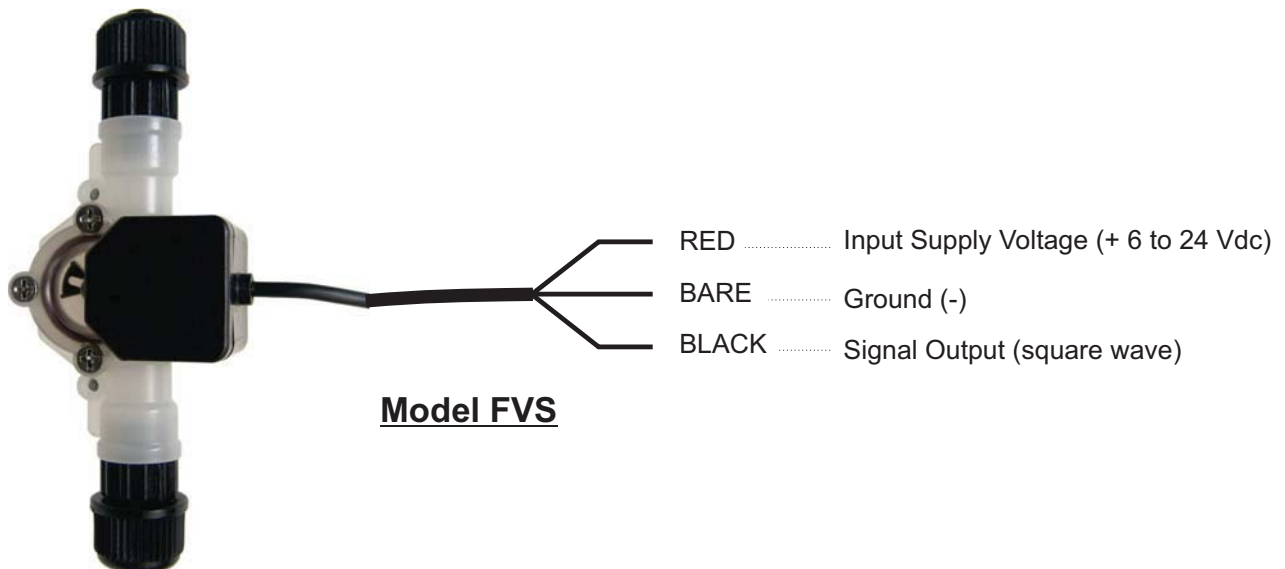 RED ............ Input Supply Voltage (+ 6 to 24 Vdc)
BARE ............ Ground (-)
BLACK ............ Signal Output (square wave)
Model FVS